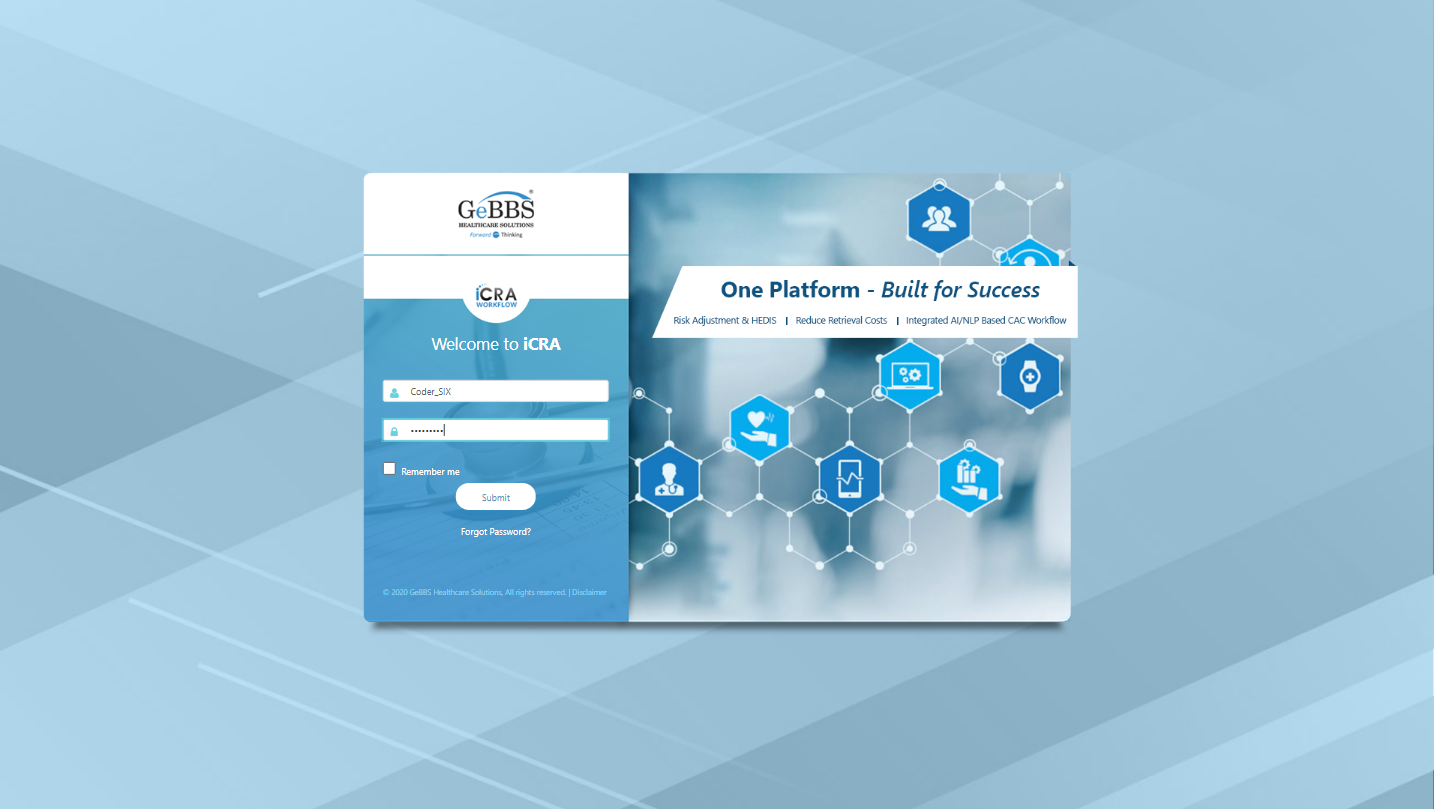 GeBBS®
HEALTHCARE SOLUTIONS
Forward Thinking
iCRA
WORKFLOW
Welcome to iCRA
Coder_SIX
•••••••••
Remember me
Submit
Forgot Password?
© 2020 GeBBS Healthcare Solutions, All rights reserved. | Disclaimer
One Platform - Built for Success
Risk Adjustment & HEDIS | Reduce Retrieval Costs | Integrated AI/NLP Based CAC Workflow